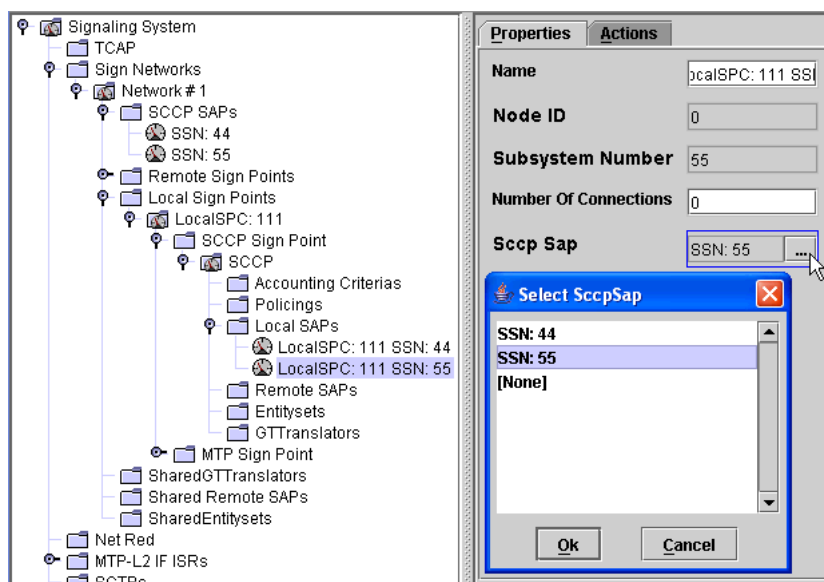 Signaling System
TCAP
Sign Networks
Network # 1
SCCP SAPs
SSN: 44
SSN: 55
Remote Sign Points
Local Sign Points
LocalSPC: 111
SCCP Sign Point
SCCP
Accounting Criterias
Policings
Local SAPs
LocalSPC: 111 SSN: 44
LocalSPC: 111 SSN: 55
Remote SAPs
Entitysets
GTTranslators
MTP Sign Point
SharedGTTranslators
Shared Remote SAPs
SharedEntitysets
Net Red
MTP-L2 IF ISRs
Properties Actions
Name ocalSPC: 111 SSI
Node ID 0
Subsystem Number 55
Number Of Connections 0
Sccp Sap SSN: 55 ...
Select SccpSap
SSN: 44
SSN: 55
[None]
Ok Cancel